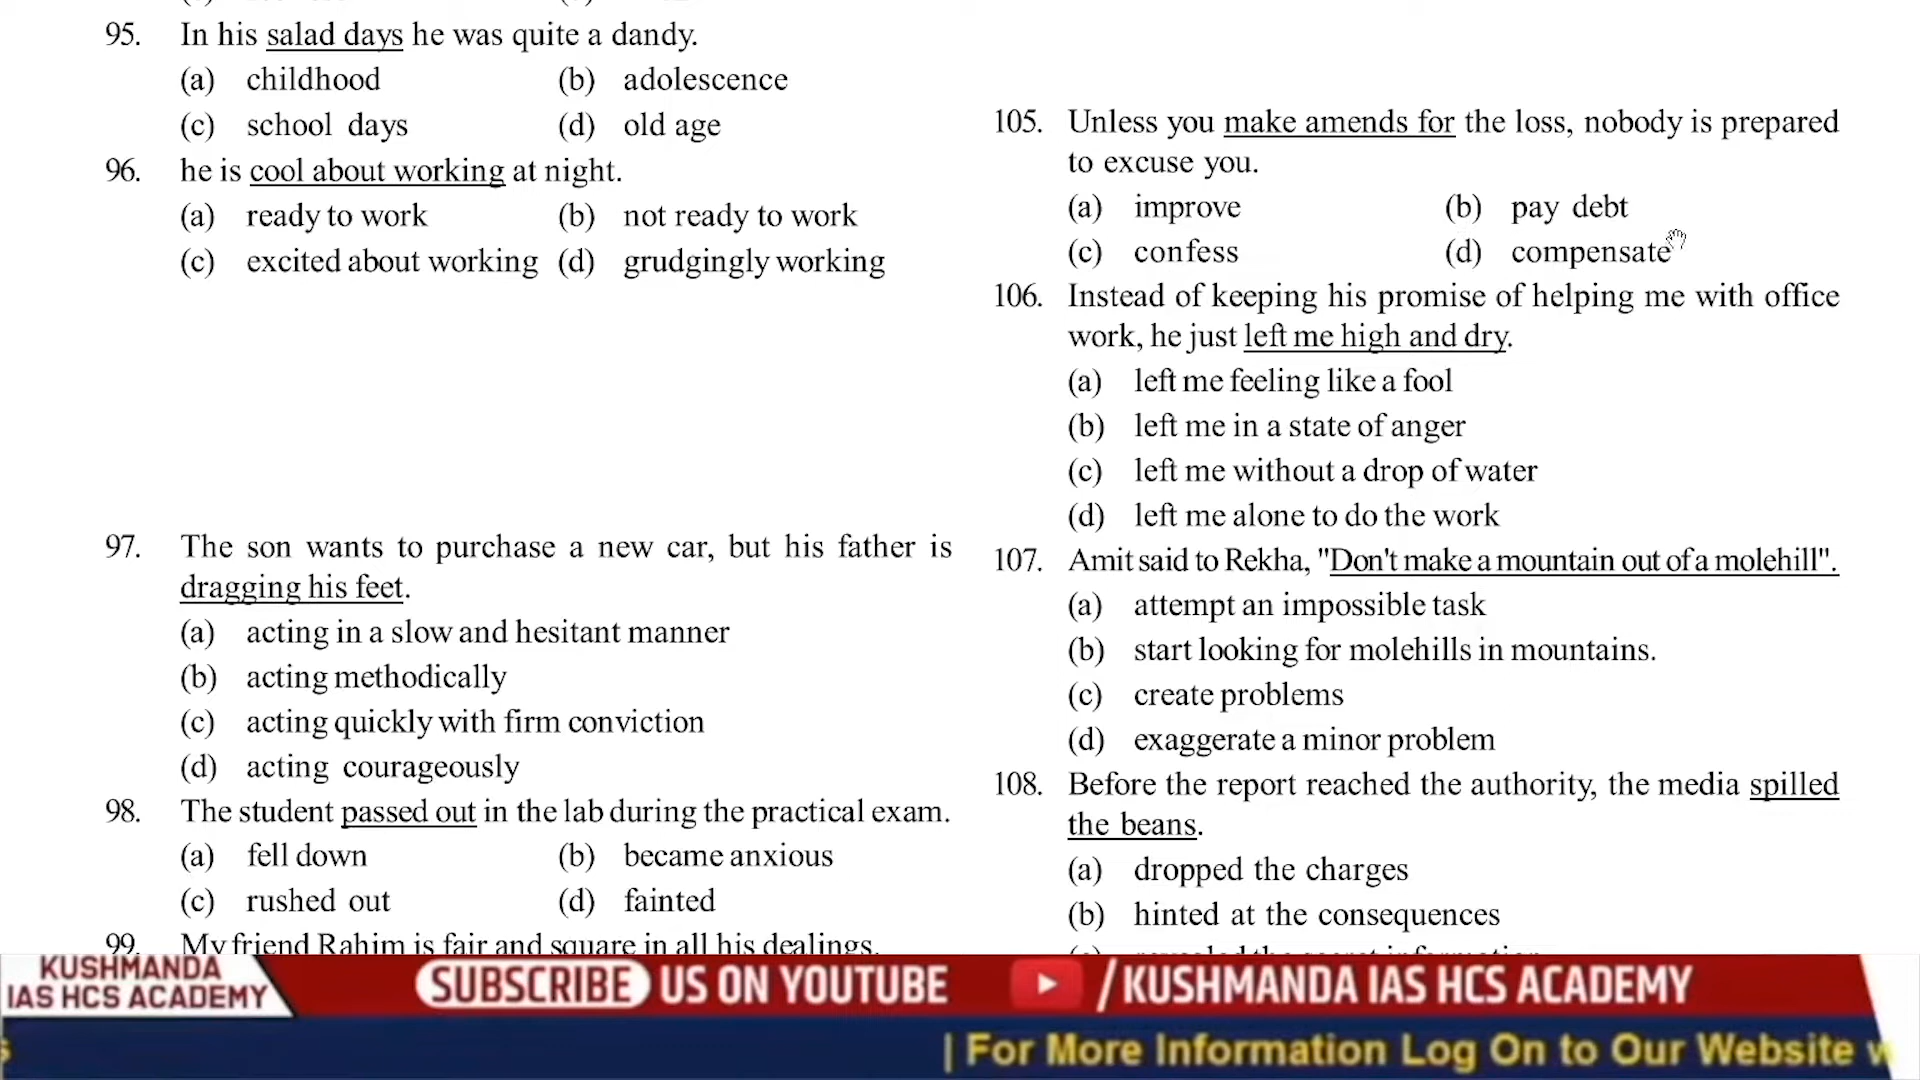 95. In his salad days he was quite a dandy.
(a) childhood (b) adolescence
(c) school days (d) old age
96. he is cool about working at night.
(a) ready to work (b) not ready to work
(c) excited about working (d) grudgingly working
97. The son wants to purchase a new car, but his father is
dragging his feet.
(a) acting in a slow and hesitant manner
(b) acting methodically
(c) acting quickly with firm conviction
(d) acting courageously
98. The student passed out in the lab during the practical exam.
(a) fell down (b) became anxious
(c) rushed out (d) fainted
99. My friend Rahim is fair and square in all his dealings.
105. Unless you make amends for the loss, nobody is prepared
to excuse you.
(a) improve (b) pay debt
(c) confess (d) compensate
106. Instead of keeping his promise of helping me with office
work, he just left me high and dry.
(a) left me feeling like a fool
(b) left me in a state of anger
(c) left me without a drop of water
(d) left me alone to do the work
107. Amit said to Rekha, "Don't make a mountain out of a molehill".
(a) attempt an impossible task
(b) start looking for molehills in mountains.
(c) create problems
(d) exaggerate a minor problem
108. Before the report reached the authority, the media spilled
the beans.
(a) dropped the charges
(b) hinted at the consequences
(c) revealed the secret information
KUSHMANDA
IAS HCS ACADEMY
SUBSCRIBE US ON YOUTUBE /KUSHMANDA IAS HCS ACADEMY
| For More Information Log On to Our Website